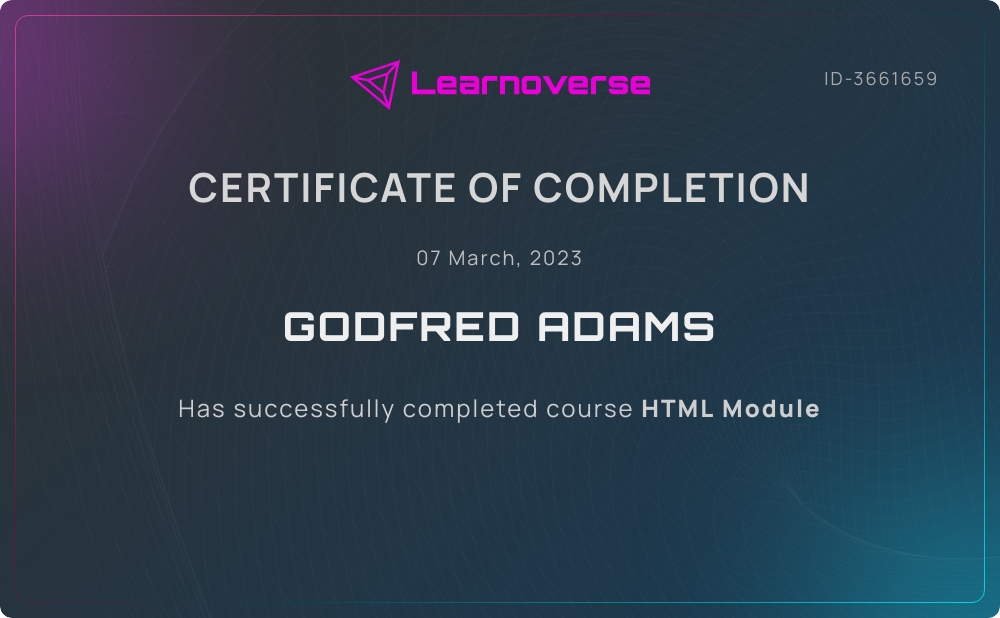 Learnoverse
ID-3661659
CERTIFICATE OF COMPLETION
07 March, 2023
GODFRED ADAMS
Has successfully completed course HTML Module